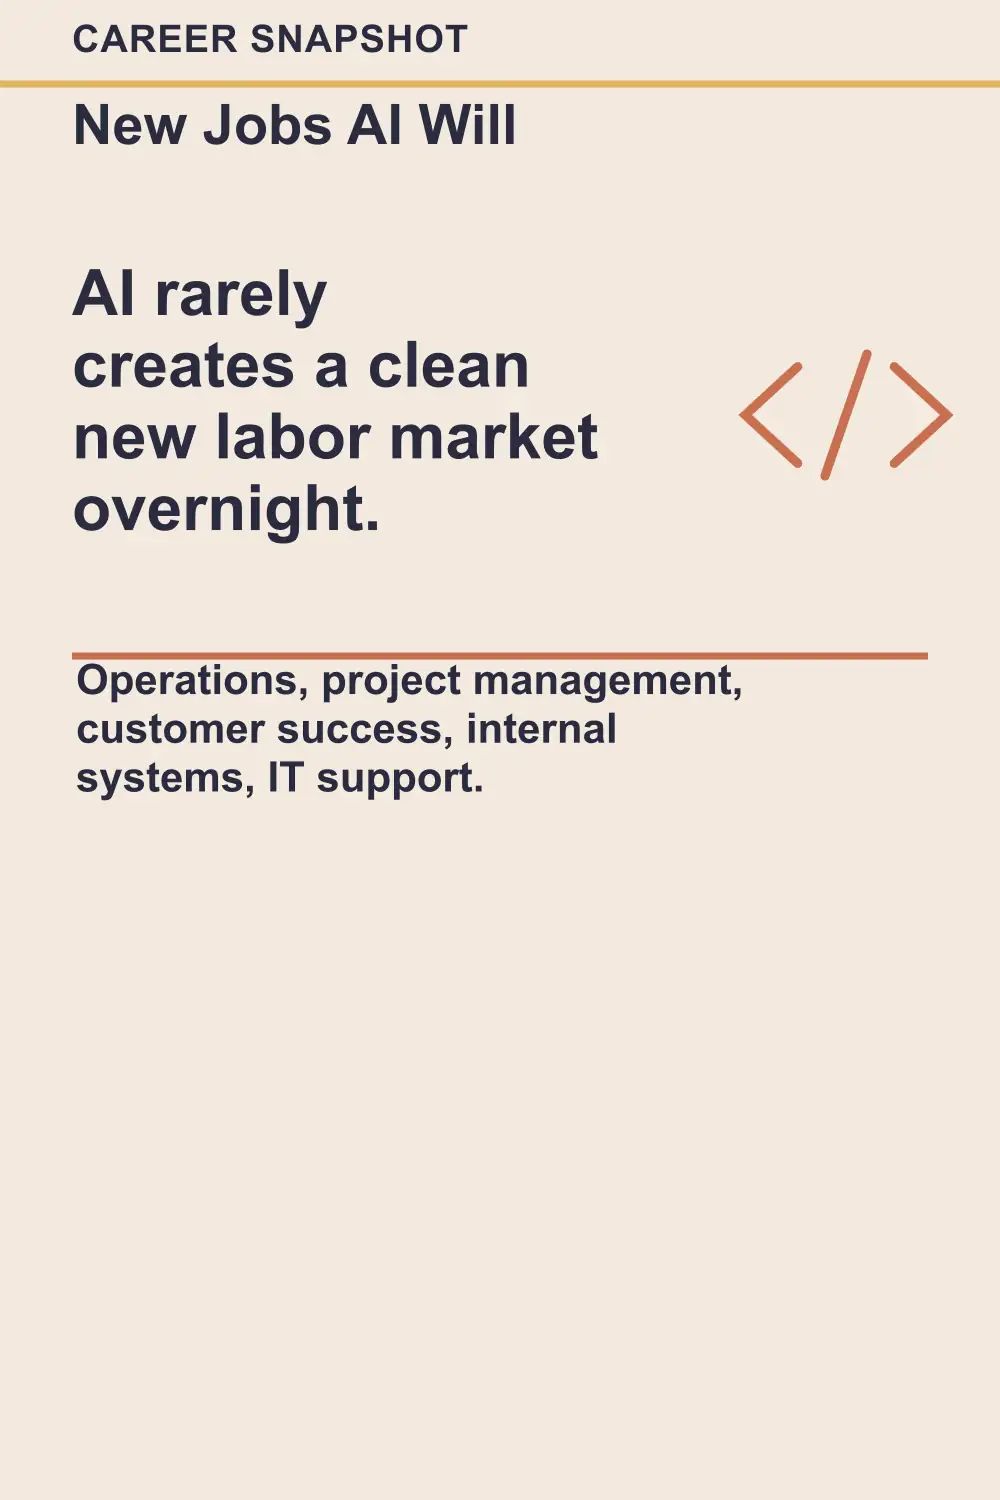 CAREER SNAPSHOT
New Jobs AI Will
AI rarely
creates a clean
new labor market
overnight.
</>
Operations, project management,
customer success, internal
systems, IT support.